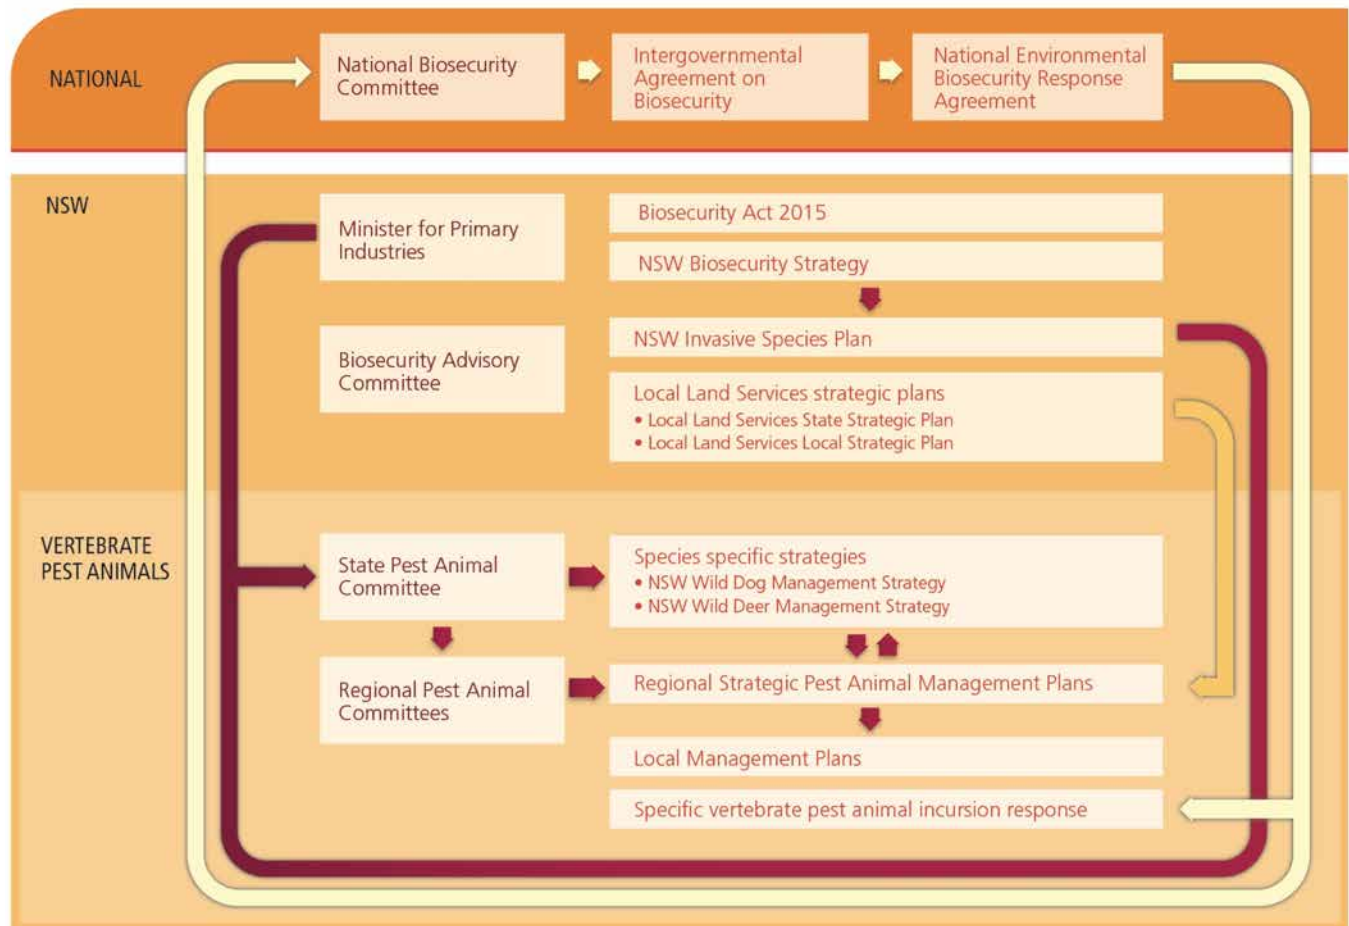 NATIONAL
National Biosecurity
Committee
Intergovernmental
Agreement on
Biosecurity
National Environmental
Biosecurity Response
Agreement
NSW
Minister for Primary
Industries
Biosecurity Act 2015
NSW Biosecurity Strategy
Biosecurity Advisory
Committee
NSW Invasive Species Plan
Local Land Services strategic plans
• Local Land Services State Strategic Plan
• Local Land Services Local Strategic Plan
VERTEBRATE
PEST ANIMALS
State Pest Animal
Committee
Species specific strategies
• NSW Wild Dog Management Strategy
• NSW Wild Deer Management Strategy
Regional Pest Animal
Committees
Regional Strategic Pest Animal Management Plans
Local Management Plans
Specific vertebrate pest animal incursion response